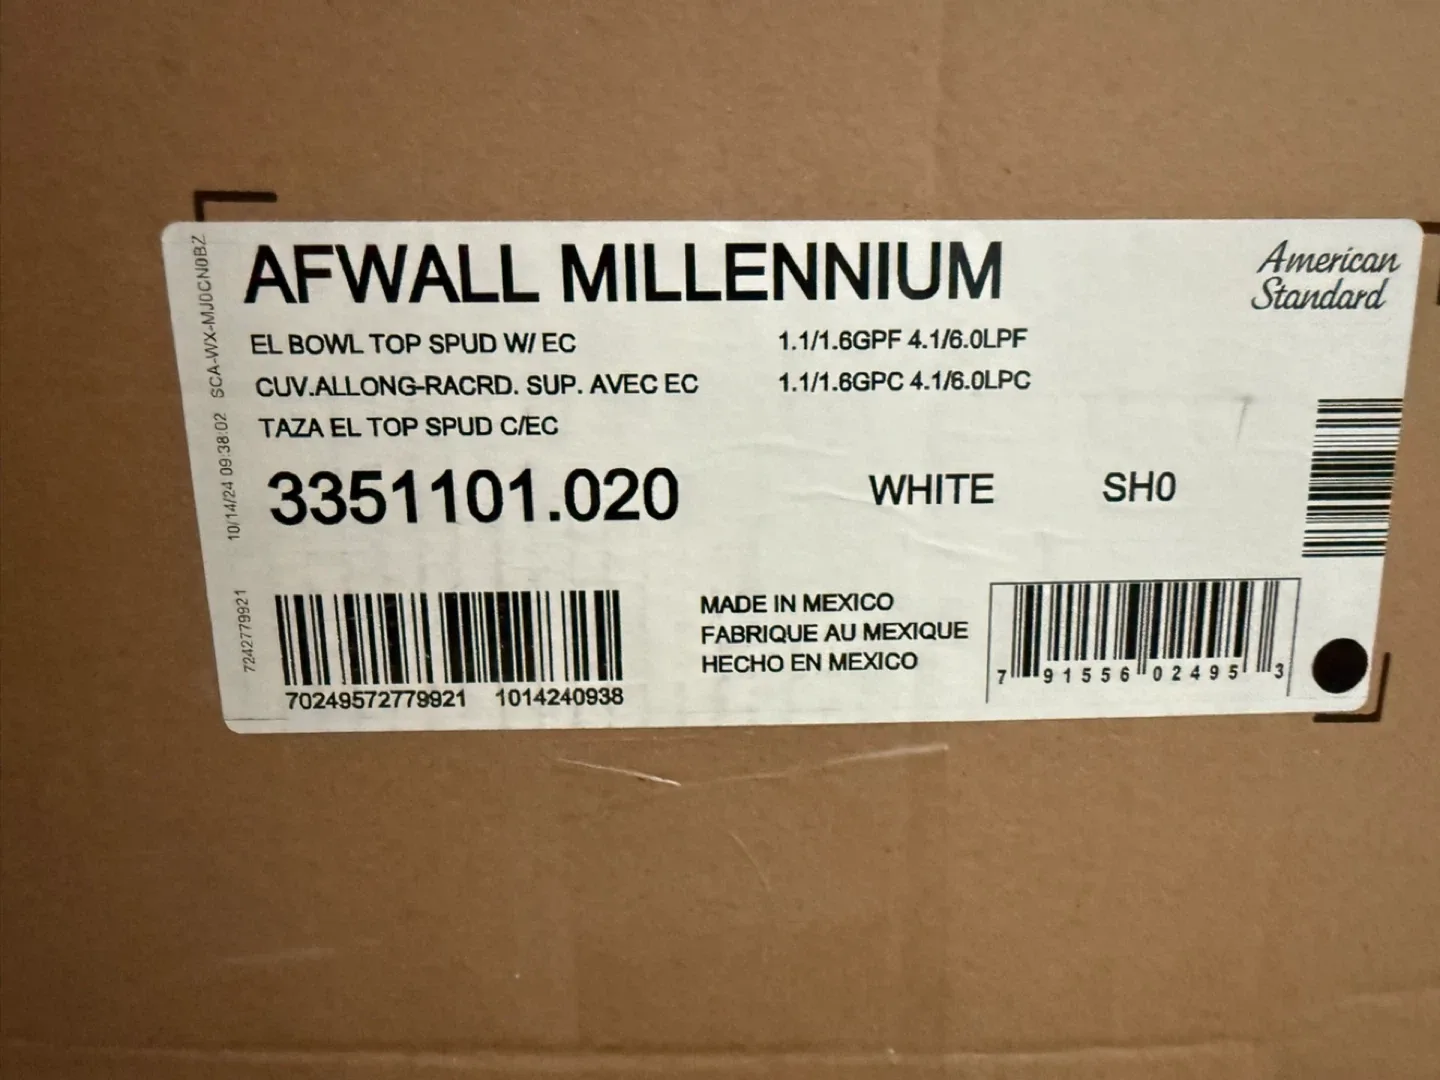 AFWALL MILLENNIUM
American
Standard
EL BOWL TOP SPUD W/ EC 1.1/1.6GPF 4.1/6.0LPF
CUV.ALLONG-RACRD. SUP. AVEC EC 1.1/1.6GPC 4.1/6.0LPC
TAZA EL TOP SPUD C/EC
3351101.020 WHITE SH0
MADE IN MEXICO
FABRIQUE AU MEXIQUE
HECHO EN MEXICO
70249572779921 1014240938
7 91556 02495 3
7242779921 10/14/24 09:38:02 SCA-WX-MJ0CN0BZ